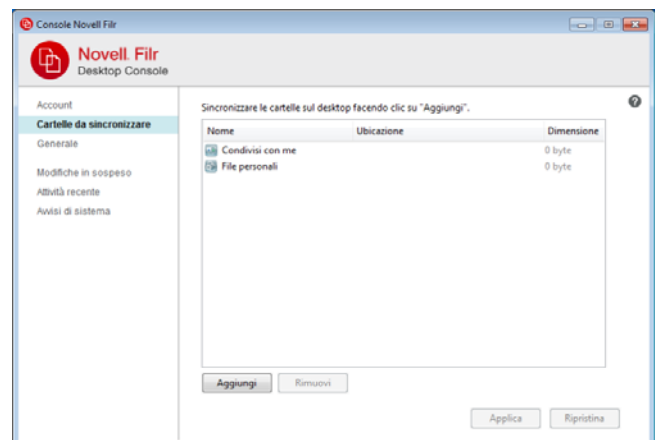 Console Novell Filr
Novell Filr
Desktop Console
Account
Cartelle da sincronizzare
Generale
Modifiche in sospeso
Attività recente
Avvisi di sistema
Sincronizzare le cartelle sul desktop facendo clic su "Aggiungi".
Nome Ubicazione Dimensione
Condivisi con me 0 byte
File personali 0 byte
Aggiungi Rimuovi
Applica Ripristina